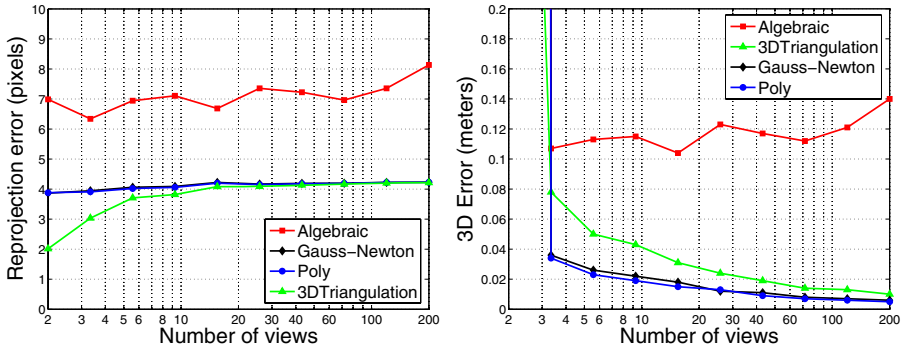 Reprojection error (pixels)
10
9
8
7
6
5
4
3
2
1
0
Algebraic
Gauss-Newton
Poly
3DTriangulation
2 3 4 5 6 8 10 20 40 60 100 200
Number of views
3D Error (meters)
0.2
0.18
0.16
0.14
0.12
0.10
0.08
0.06
0.04
0.02
0
Algebraic
3DTriangulation
Gauss-Newton
Poly
2 3 4 5 6 8 10 20 40 60 100 200
Number of views